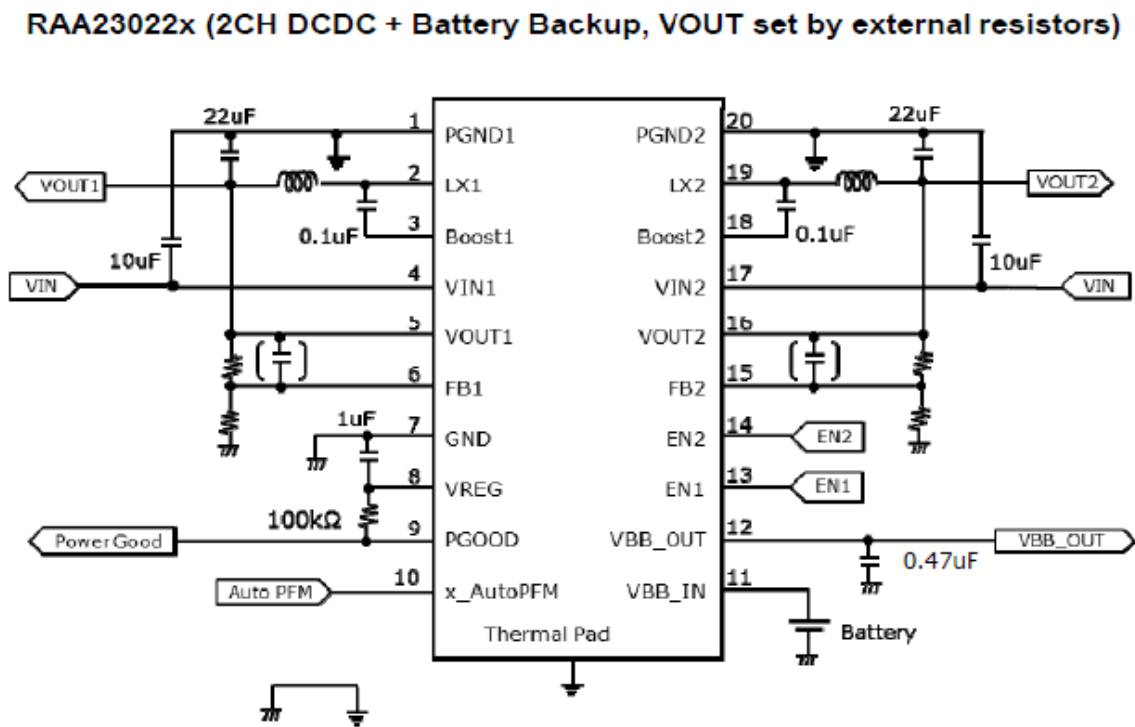 RAA23022x (2CH DCDC + Battery Backup, VOUT set by external resistors)
22uF 1 PGND1 PGND2 20 22uF
VOUT1 2 LX1 LX2 19 VOUT2
0.1uF 3 Boost1 Boost2 18 0.1uF
10uF 10uF
VIN 4 VIN1 VIN2 17 VIN
5 VOUT1 VOUT2 16
6 FB1 FB2 15
1uF 7 GND EN2 14 EN2
8 VREG EN1 13 EN1
100kΩ
PowerGood 9 PGOOD VBB_OUT 12 VBB_OUT
0.47uF
Auto PFM 10 x_AutoPFM VBB_IN 11
Thermal Pad Battery